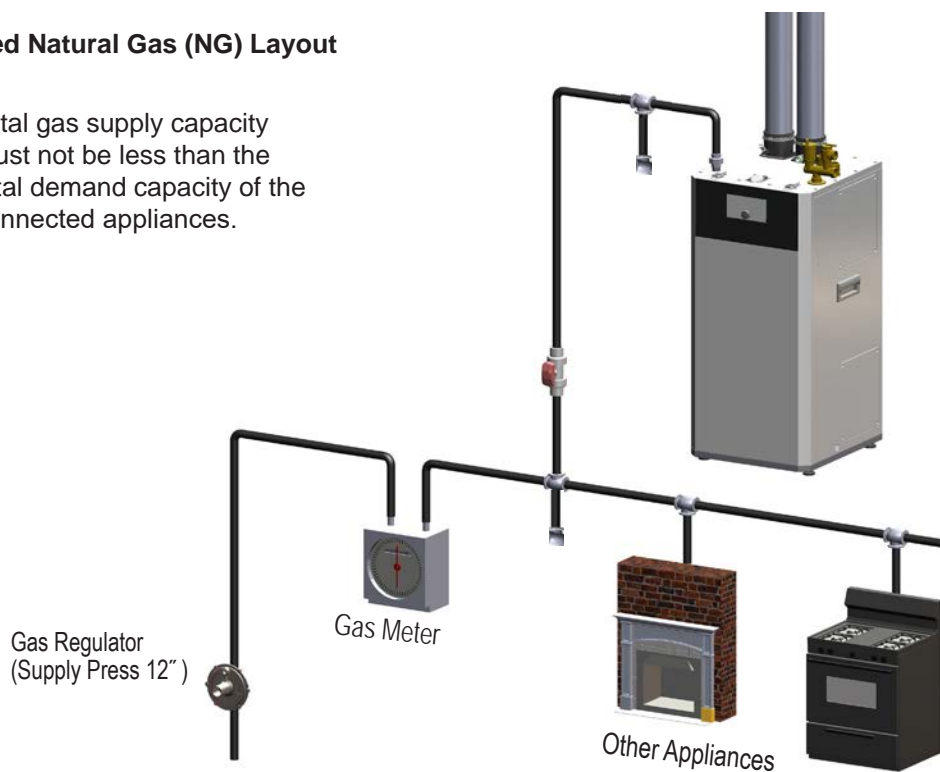 ed Natural Gas (NG) Layout
tal gas supply capacity
ust not be less than the
tal demand capacity of the
onnected appliances.
Gas Meter
Gas Regulator
(Supply Press 12˝ )
Other Appliances